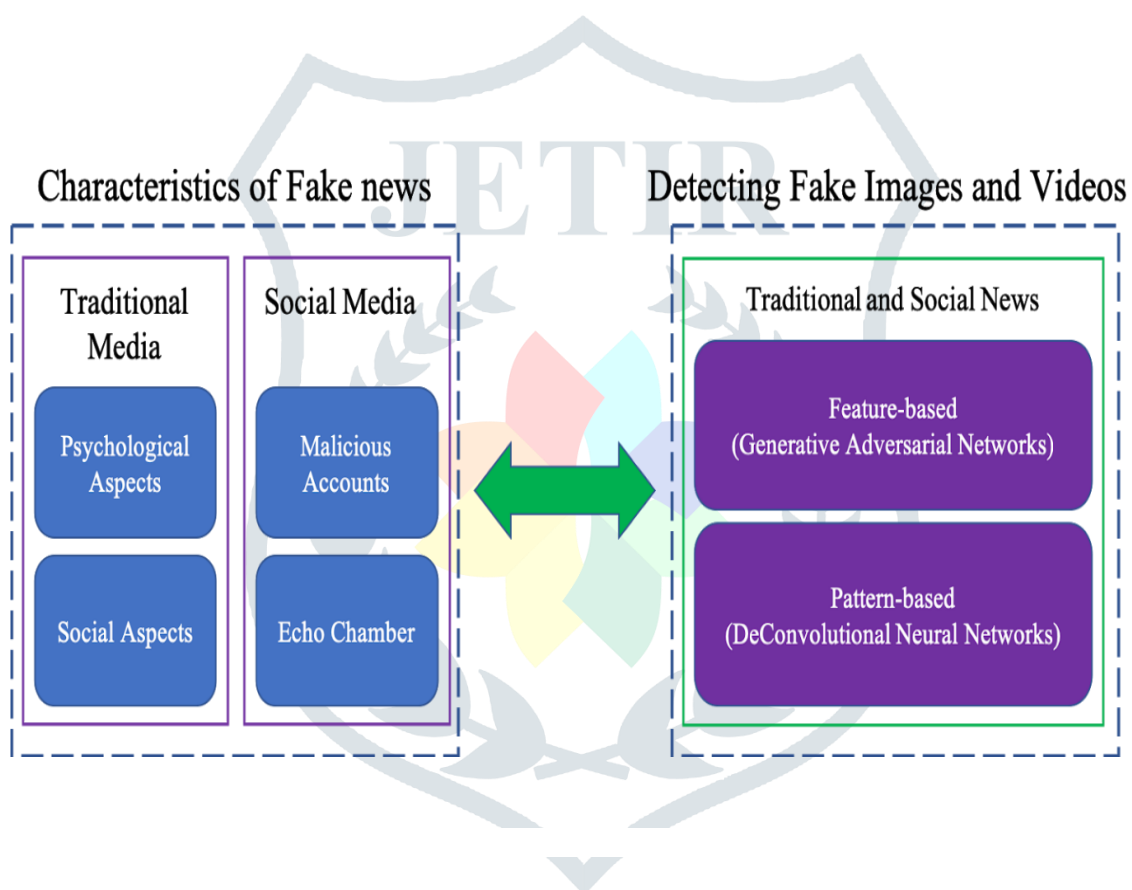 JETIR
Characteristics of Fake news
Detecting Fake Images and Videos
Traditional
Media
Social Media
Psychological
Aspects
Malicious
Accounts
Social Aspects
Echo Chamber
Traditional and Social News
Feature-based
(Generative Adversarial Networks)
Pattern-based
(DeConvolutional Neural Networks)